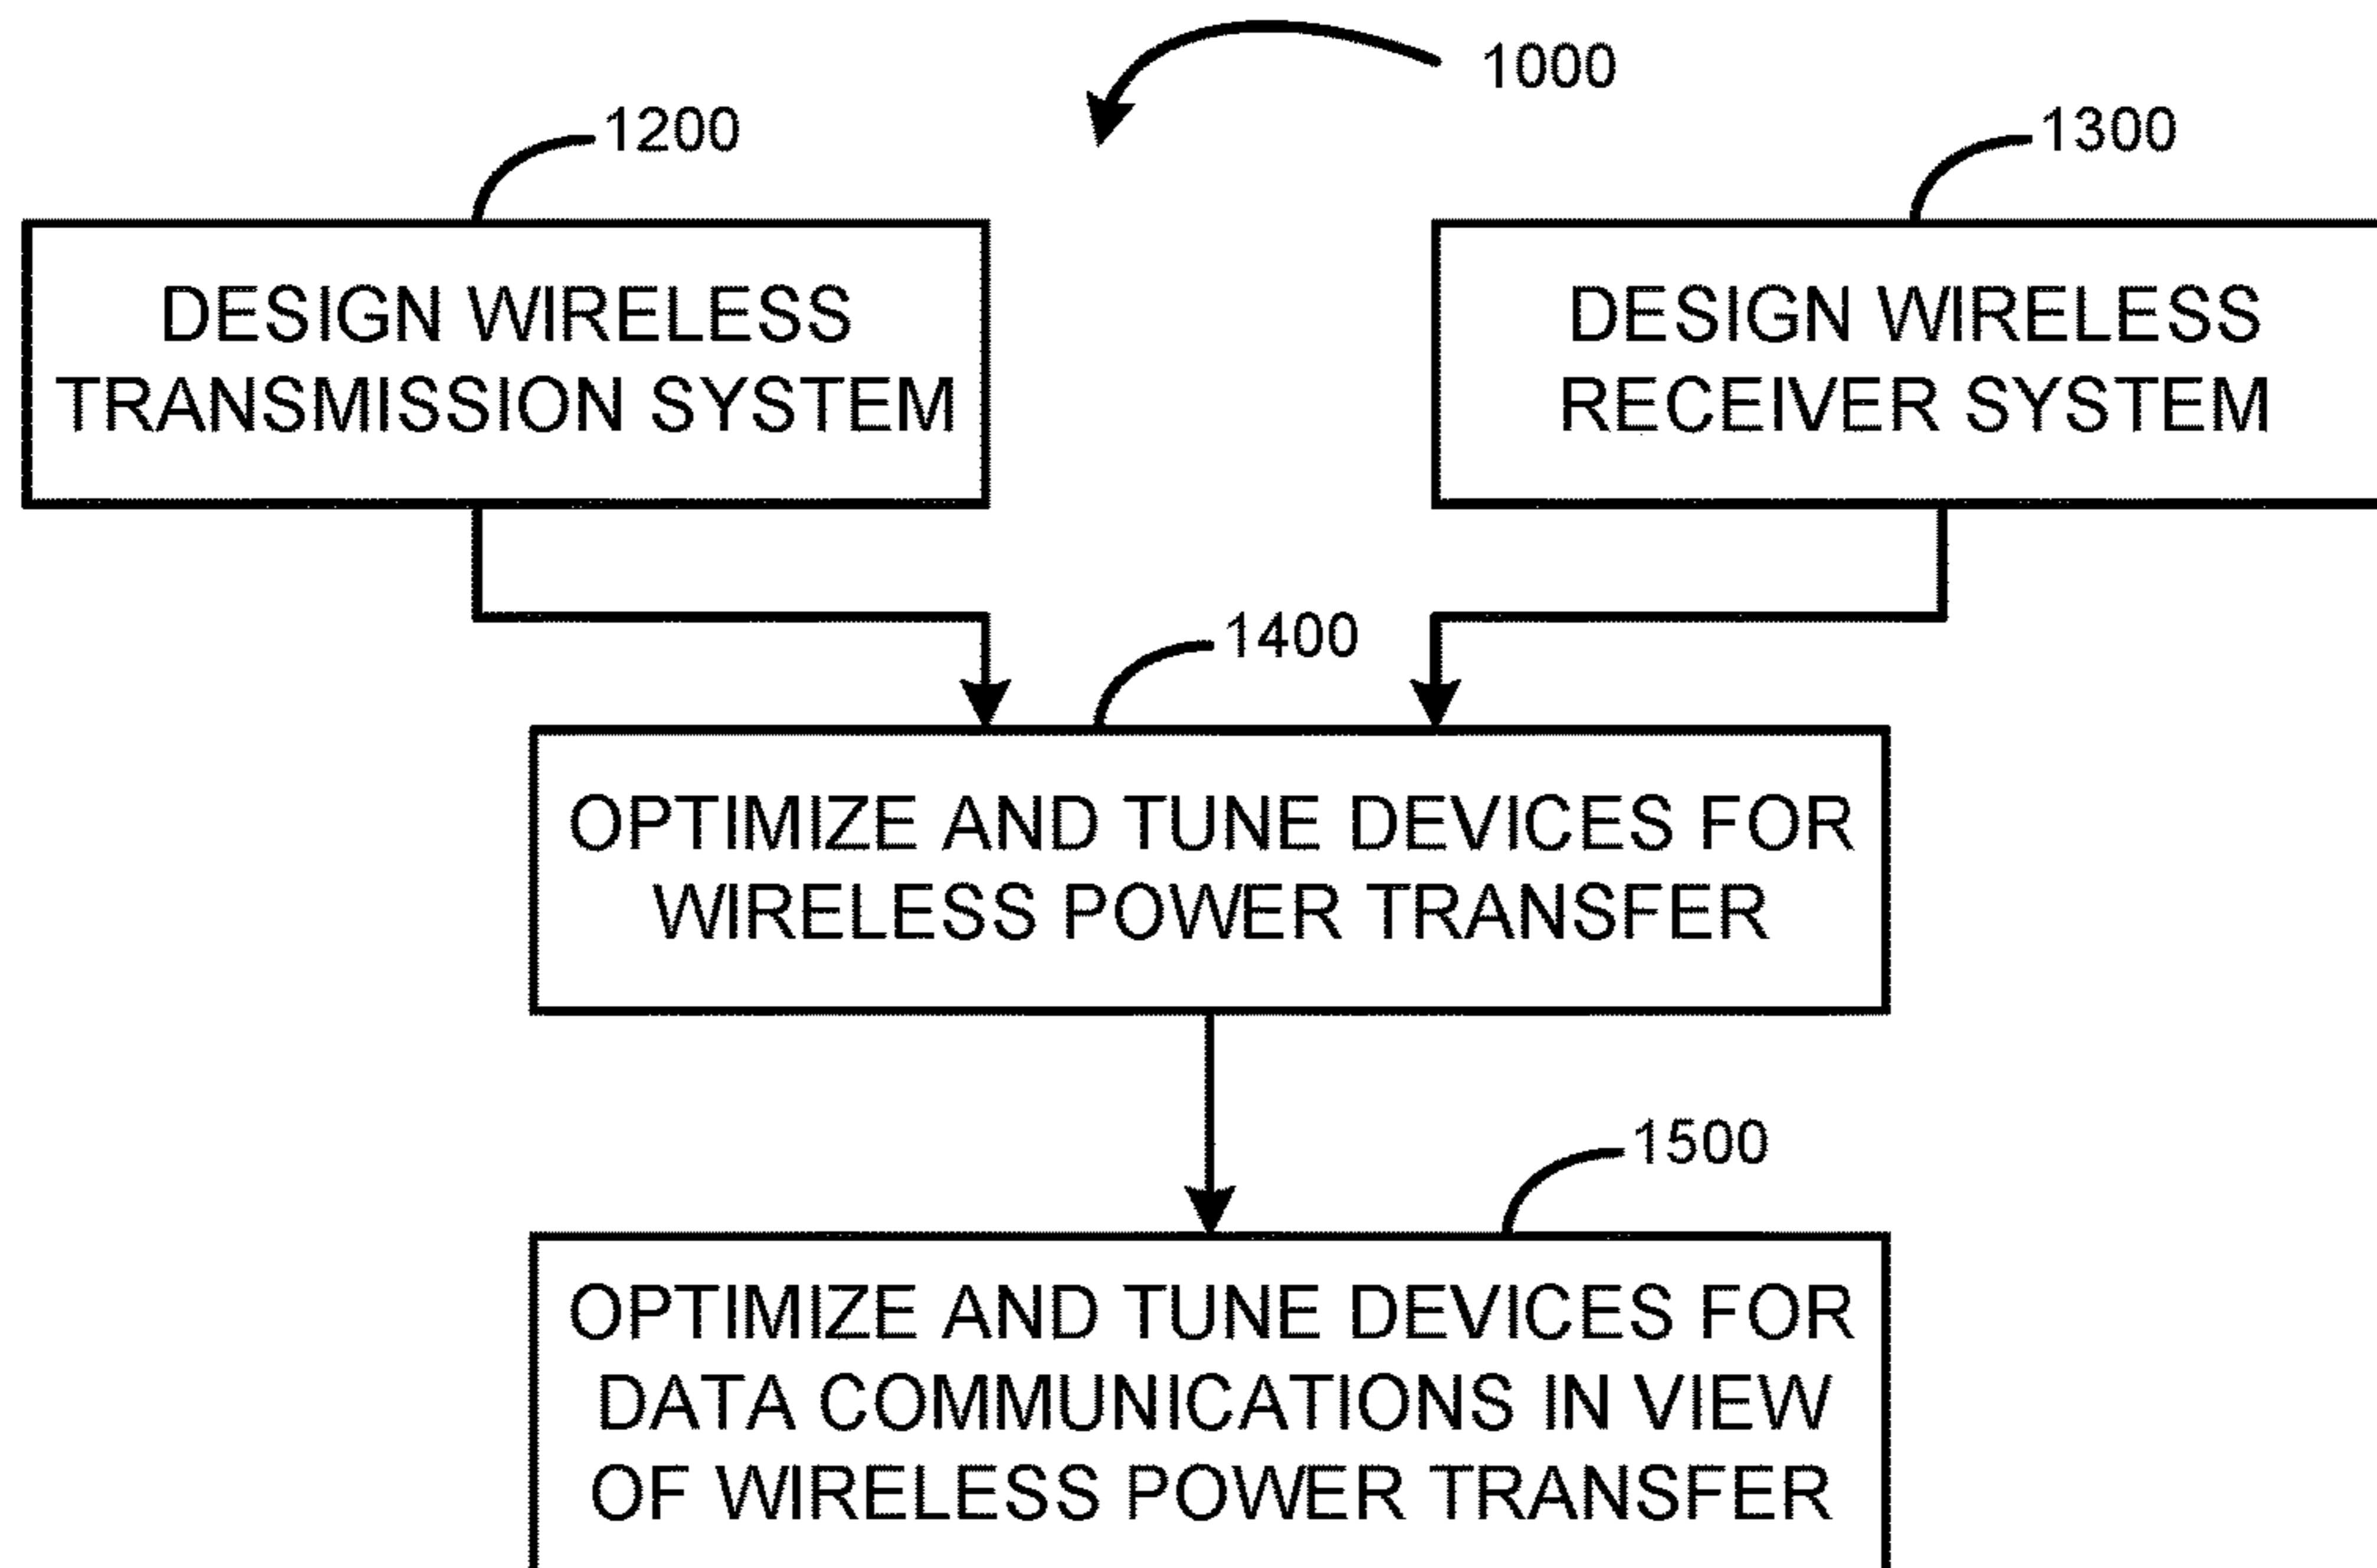 1000
1200
1300
DESIGN WIRELESS
TRANSMISSION SYSTEM
DESIGN WIRELESS
RECEIVER SYSTEM
1400
OPTIMIZE AND TUNE DEVICES FOR
WIRELESS POWER TRANSFER
1500
OPTIMIZE AND TUNE DEVICES FOR
DATA COMMUNICATIONS IN VIEW
OF WIRELESS POWER TRANSFER